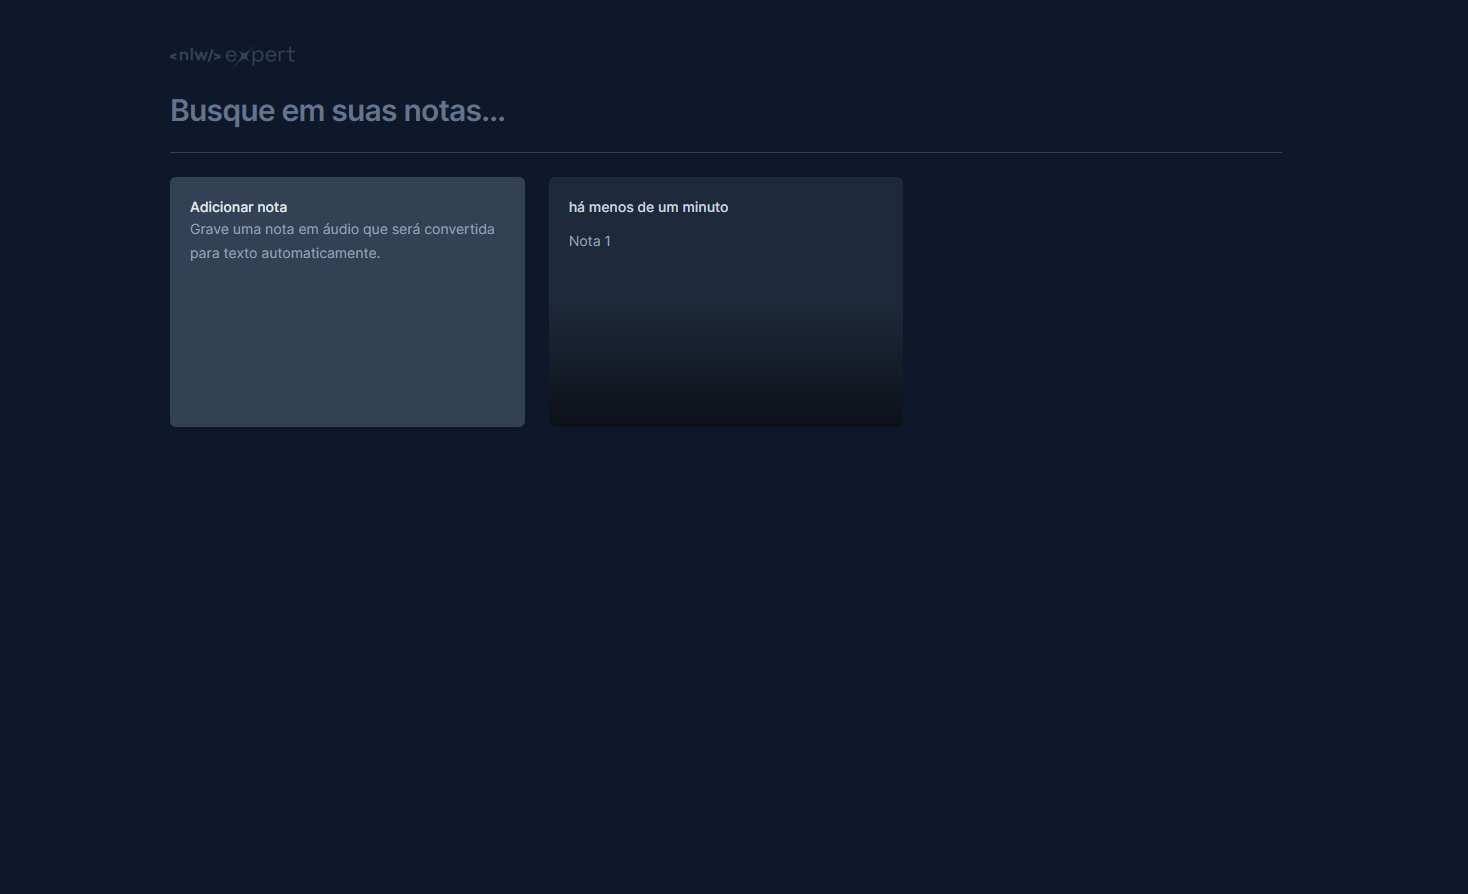 <nlw/> expert
Busque em suas notas...
Adicionar nota
Grave uma nota em áudio que será convertida
para texto automaticamente.
há menos de um minuto
Nota 1